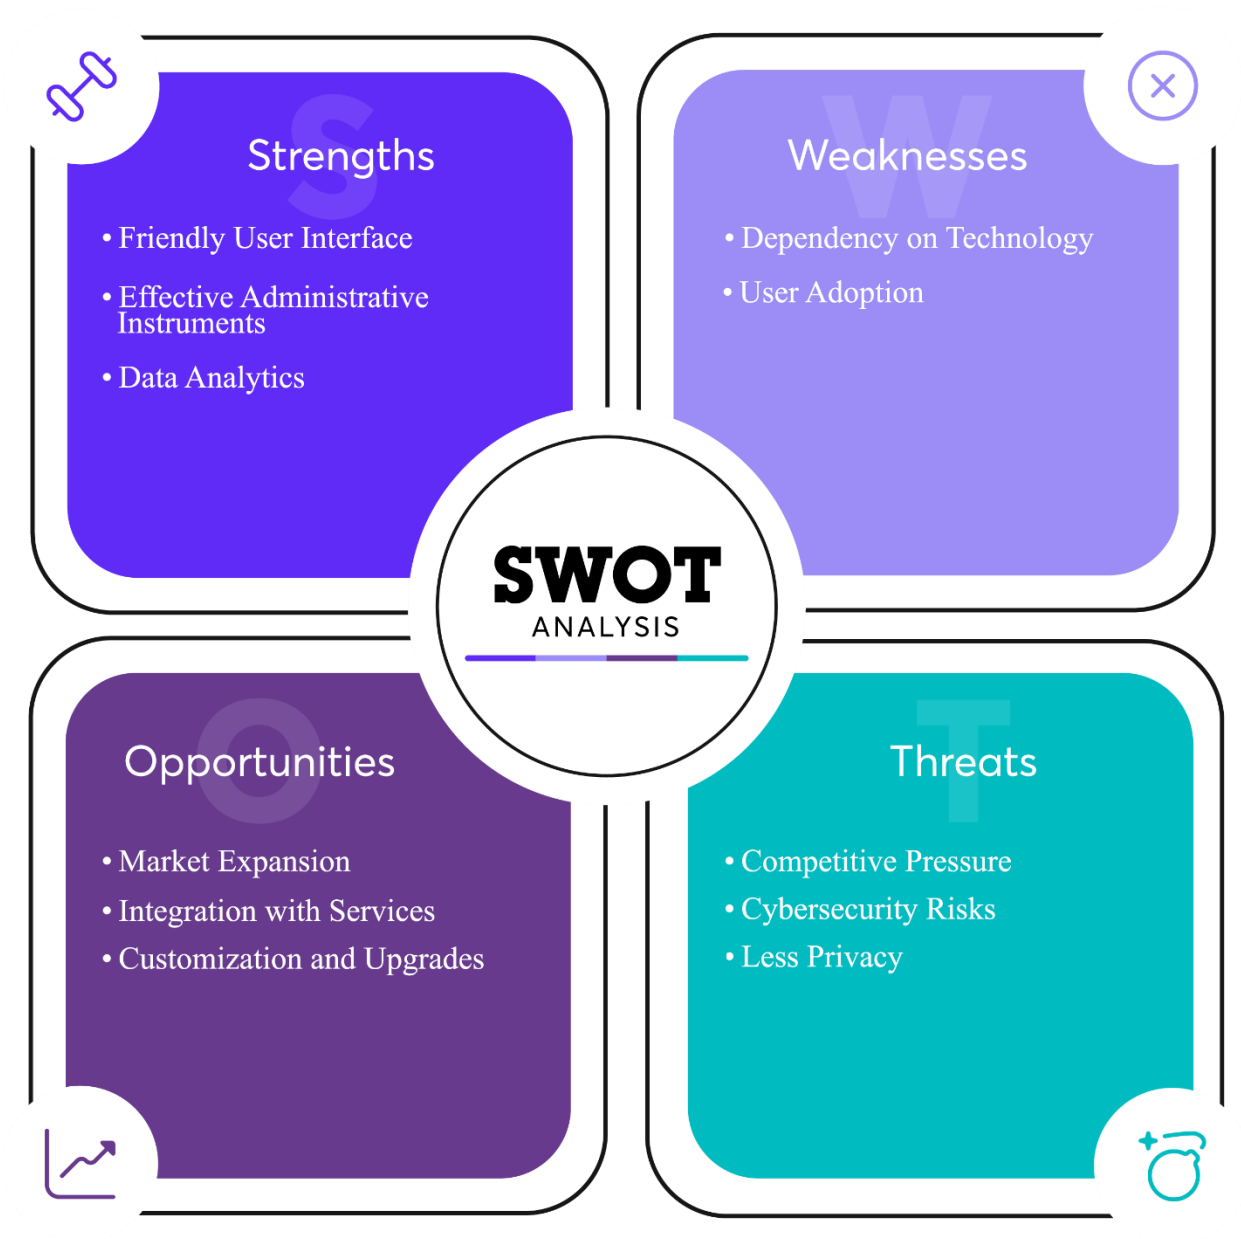 S
Strengths
• Friendly User Interface
• Effective Administrative
Instruments
• Data Analytics
W
Weaknesses
• Dependency on Technology
• User Adoption
SWOT
ANALYSIS
O
Opportunities
• Market Expansion
• Integration with Services
• Customization and Upgrades
T
Threats
• Competitive Pressure
• Cybersecurity Risks
• Less Privacy